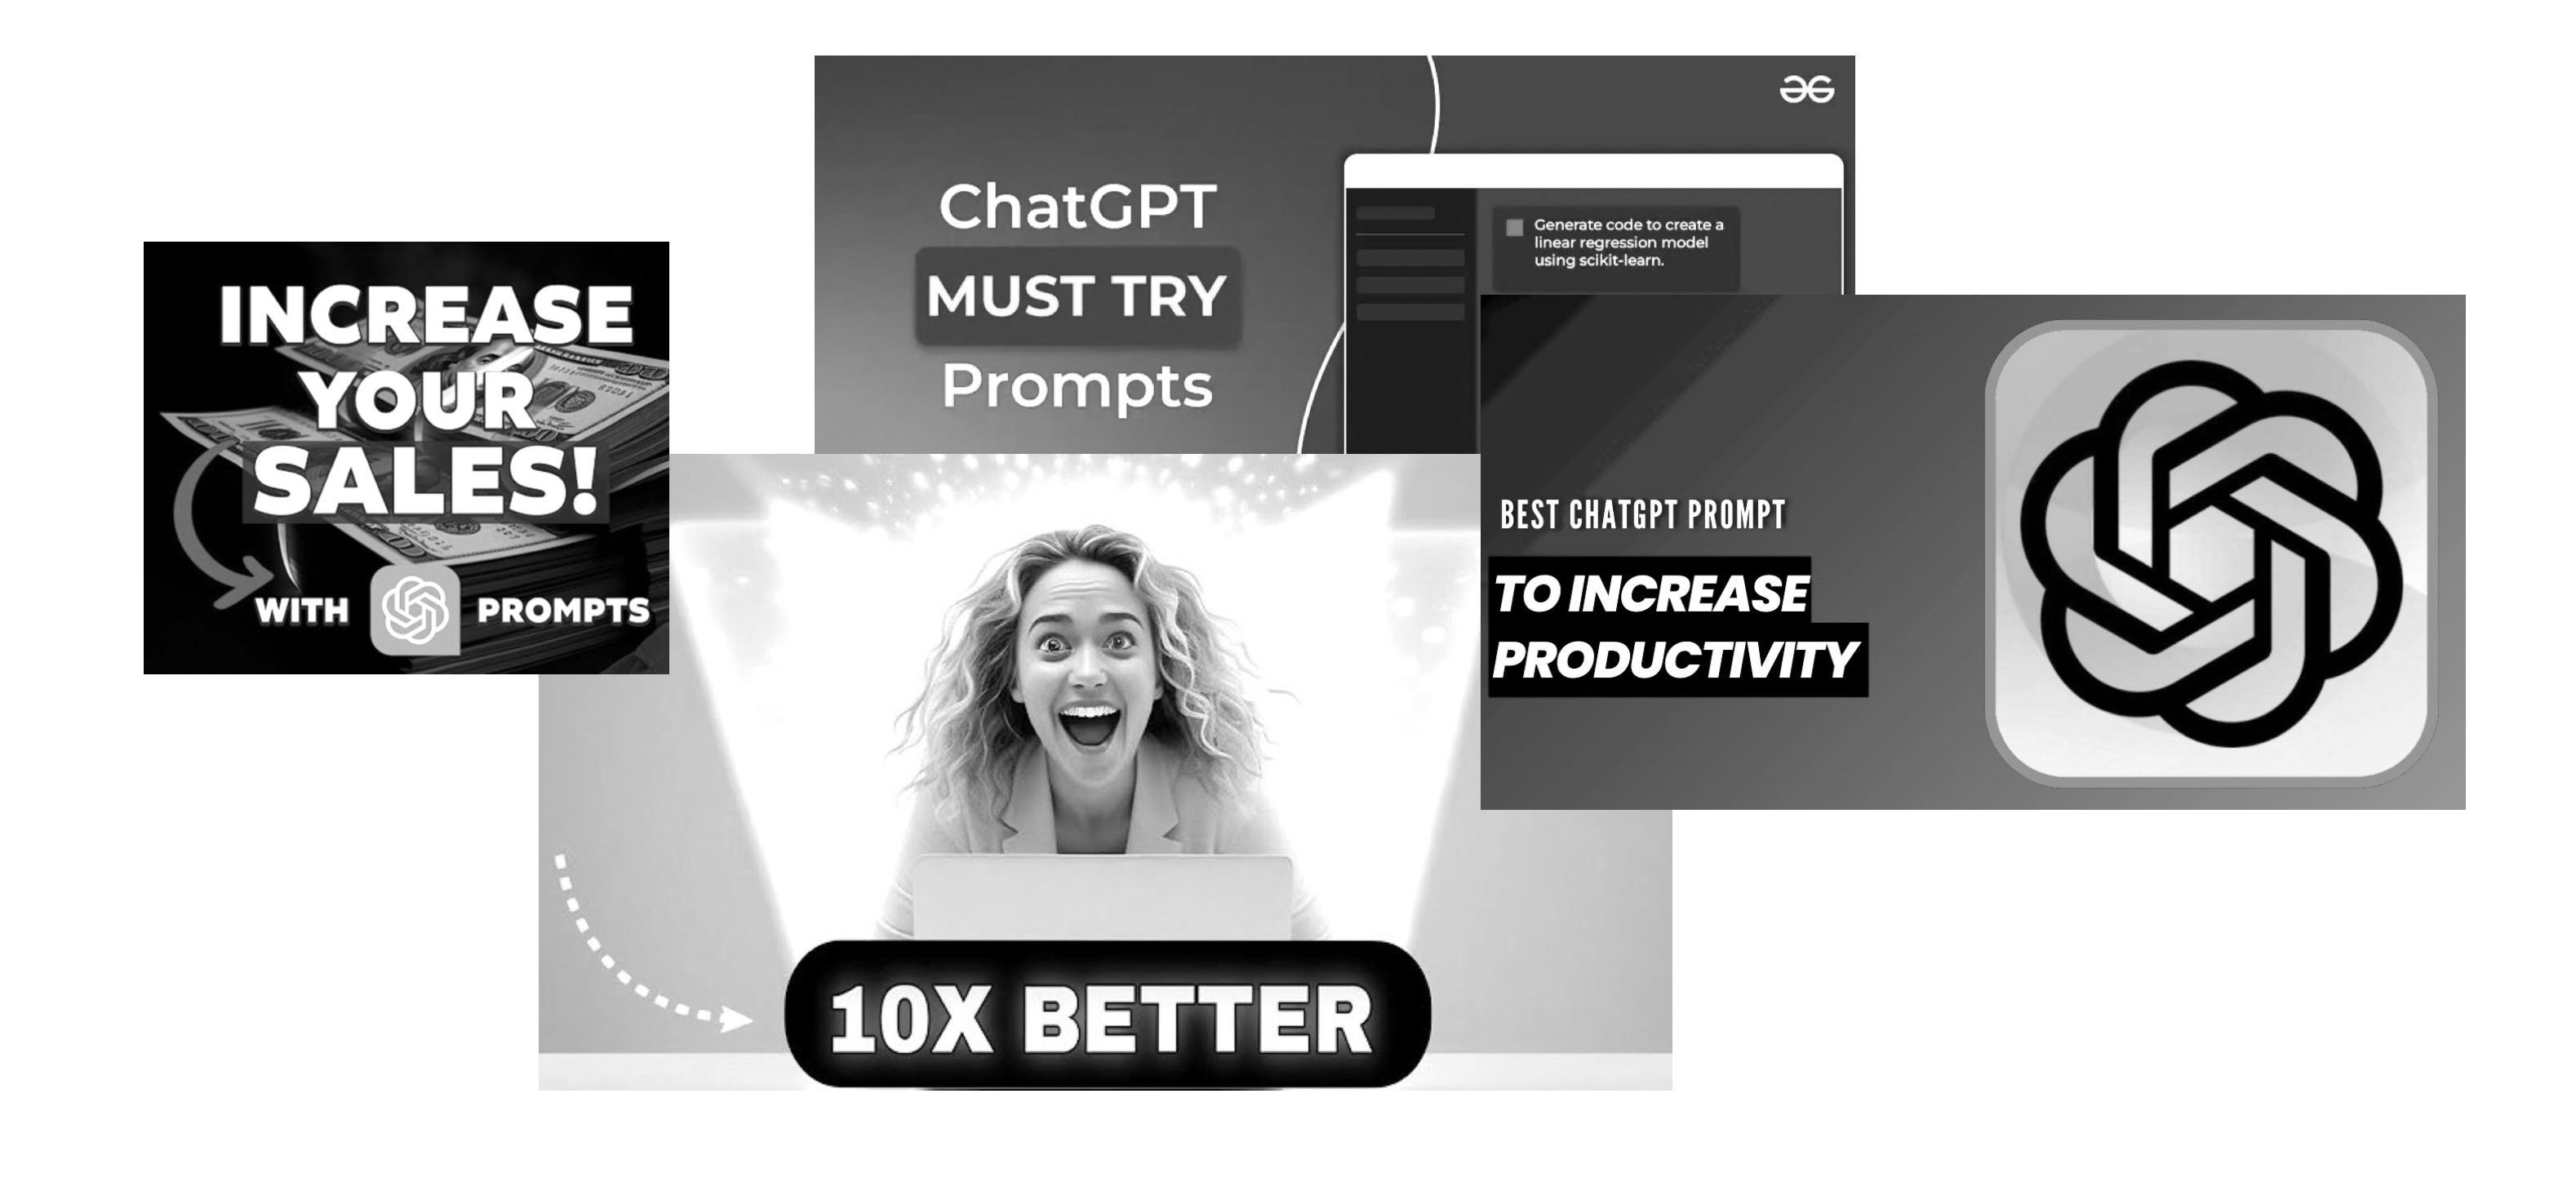 INCREASE
YOUR
SALES!
WITH PROMPTS
ChatGPT
MUST TRY
Prompts
Generate code to create a
linear regression model
using scikit-learn.
BEST CHATGPT PROMPT
TO INCREASE
PRODUCTIVITY
10X BETTER